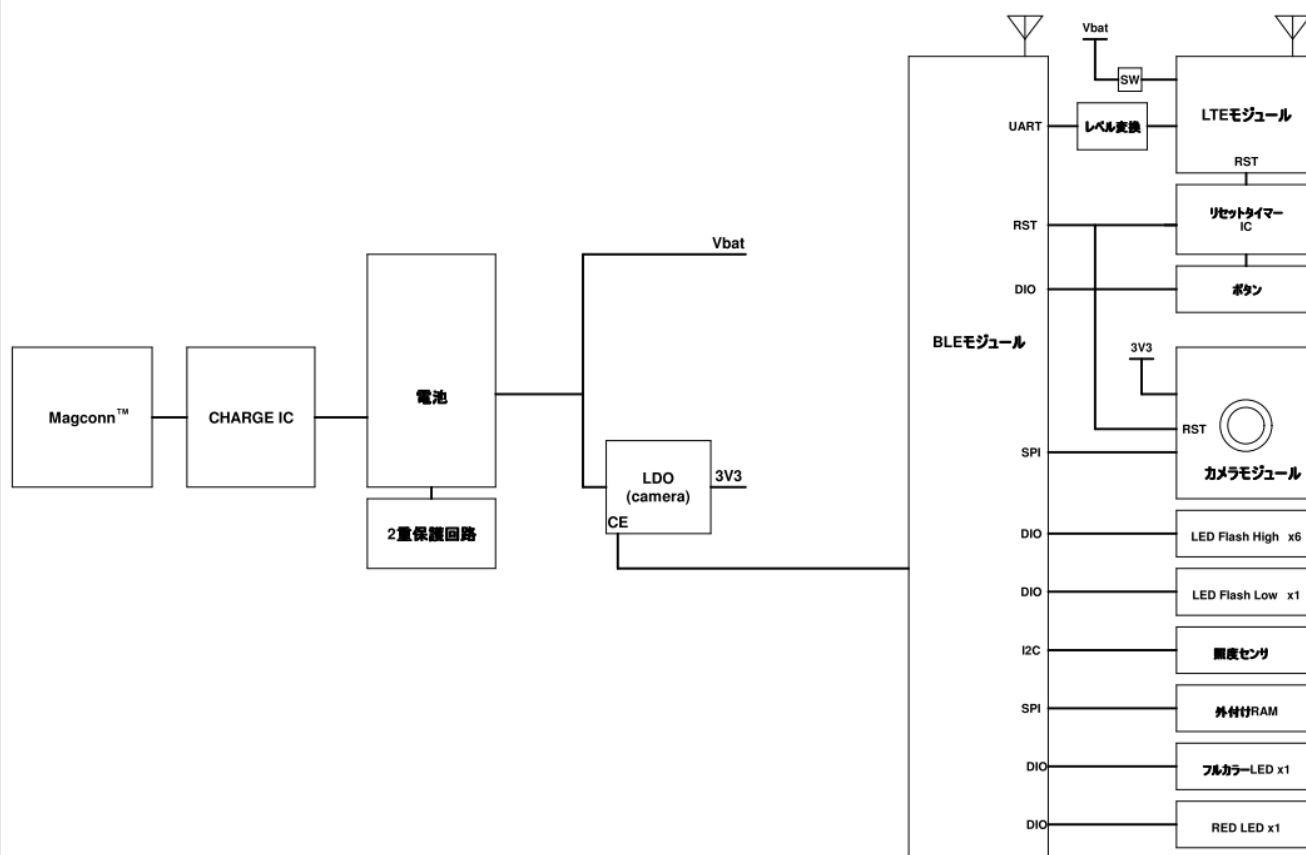 Vbat
SW
LTEモジュール
UART
レベル変換
RST
RST
リセットタイマー
IC
Vbat
DIO
ボタン
BLEモジュール
3V3
電池
Magconn™
CHARGE IC
RST
SPI
カメラモジュール
LDO
(camera)
3V3
CE
2重保護回路
DIO
LED Flash High x6
DIO
LED Flash Low x1
I2C
照度センサ
SPI
外付けRAM
DIO
フルカラーLED x1
DIO
RED LED x1